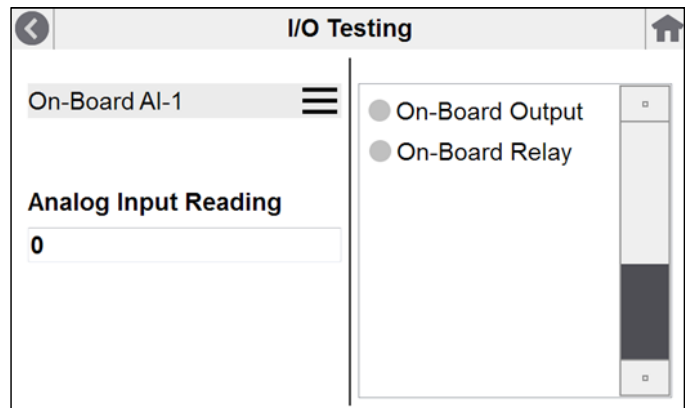 I/O Testing
On-Board AI-1
Analog Input Reading
0
On-Board Output
On-Board Relay